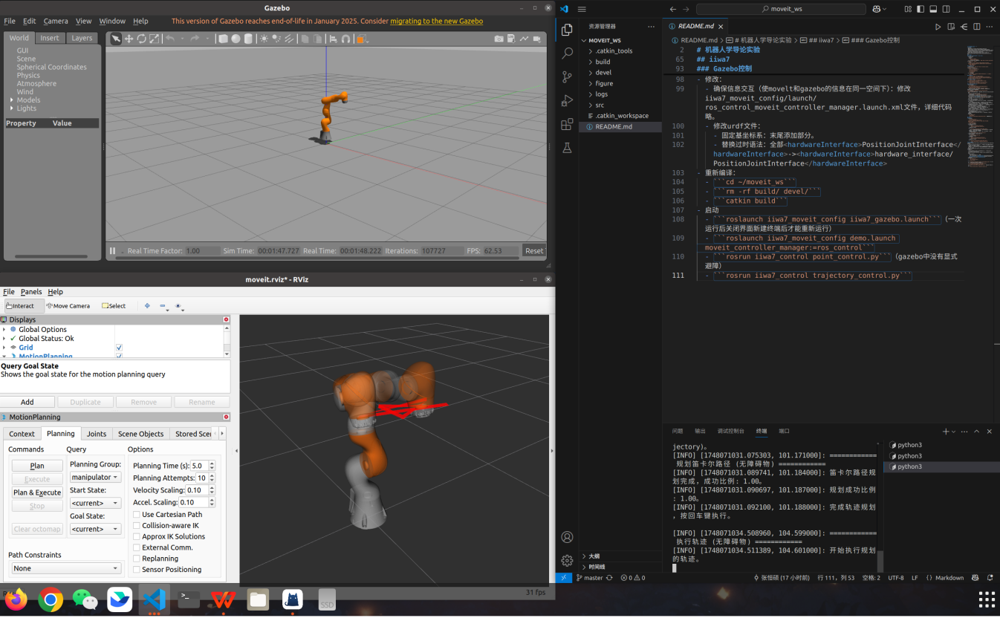 Gazebo
File Edit Camera View Window Help
This version of Gazebo reaches end-of-life in January 2025. Consider migrating to the new Gazebo
World Insert Layers
GUI
Scene
Spherical Coordinates
Physics
Atmosphere
Wind
Models
Lights
Property Value
Real Time Factor: 1.00 Sim Time: 00:01:47.727 Real Time: 00:01:48.222 Iterations: 107727 FPS: 62.53 Reset
moveit.rviz* - RViz
File Panels Help
Interact Move Camera Select
Displays
Global Options
Global Status: Ok
Grid
MotionPlanning
Query Goal State
Shows the goal state for the motion planning query
Add Duplicate Remove Rename
MotionPlanning
Context Planning Joints Scene Objects Stored Scen
Commands Query Options
Plan
Execute
Plan & Execute
Stop
Clear octomap
Planning Group:
manipulator
Start State:
<current>
Goal State:
<current>
Planning Time (s): 5.0
Planning Attempts: 10
Velocity Scaling: 0.10
Accel. Scaling: 0.10
Use Cartesian Path
Collision-aware IK
Approx IK Solutions
External Comm.
Replanning
Sensor Positioning
Path Constraints
None
31 fps
SSD
moveit_ws
资源管理器
MOVEIT_WS
.catkin_tools
build
devel
figure
logs
src
.catkin_workspace
README.md
大纲
时间线
README.md
README.md > # 机器人学导论实验 > ## iiwa7 > ### Gazebo控制
2 # 机器人学导论实验
65 ## iiwa7
93 ### Gazebo控制
98 - 修改：
99 - 确保信息交互（使moveIt和gazebo的信息在同一空间下）：修改
iiwa7_moveit_config/launch/
ros_control_moveit_controller_manager.launch.xml文件，详细代码
略。
100 - 修改urdf文件：
101 - 固定基坐标系：末尾添加部分。
102 - 替换过时语法：全部<hardwareInterface>PositionJointInterface</
hardwareInterface>-><hardwareInterface>hardware_interface/
PositionJointInterface</hardwareInterface>
103 - 重新编译：
104 - ```cd ~/moveit_ws```
105 - ```rm -rf build/ devel/```
106 - ```catkin build```
107 - 启动
108 - ```roslaunch iiwa7_moveit_config iiwa7_gazebo.launch```（一次
运行后关闭界面新建终端后才能重新运行）
109 - ```roslaunch iiwa7_moveit_config demo.launch
moveit_controller_manager:=ros_control```
110 - ```rosrun iiwa7_control point_control.py```（gazebo中没有显式
避障）
111 - ```rosrun iiwa7_control trajectory_control.py```
问题 输出 调试控制台 终端 端口
python3
python3
python3
jectory)。
[INFO] [1748071031.075303, 101.171000]: ============
规划笛卡尔路径 (无障碍物) ============
[INFO] [1748071031.089741, 101.184000]: 笛卡尔路径规
划完成，成功比例: 1.00。
[INFO] [1748071031.090697, 101.187000]: 规划成功比例
: 1.00。
[INFO] [1748071031.092100, 101.188000]: 完成轨迹规划
，按回车键执行。
[INFO] [1748071034.508960, 104.599000]: ============
执行轨迹 (无障碍物) ============
[INFO] [1748071034.511389, 104.601000]: 开始执行规划
的轨迹。
master 0 0 张恒硕 (17 小时前) 行 111，列 53 空格: 2 UTF-8 LF {} Markdown